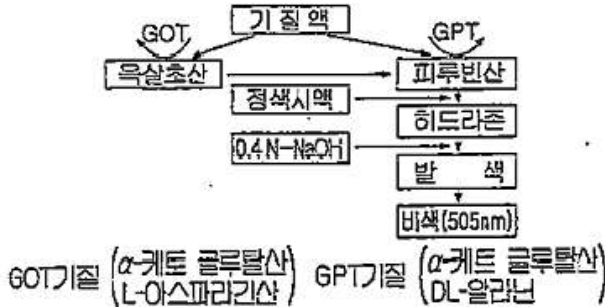 GOT 기 질 액 GPT
옥살초산 피루빈산
정색시액
히드라존
0.4N-NaOH
발 색
비색(505nm)
GOT기질 (α-케토 글루탈산 GPT기질 (α-케트 글루탈산
L-아스파라긴산) DL-알라닌)